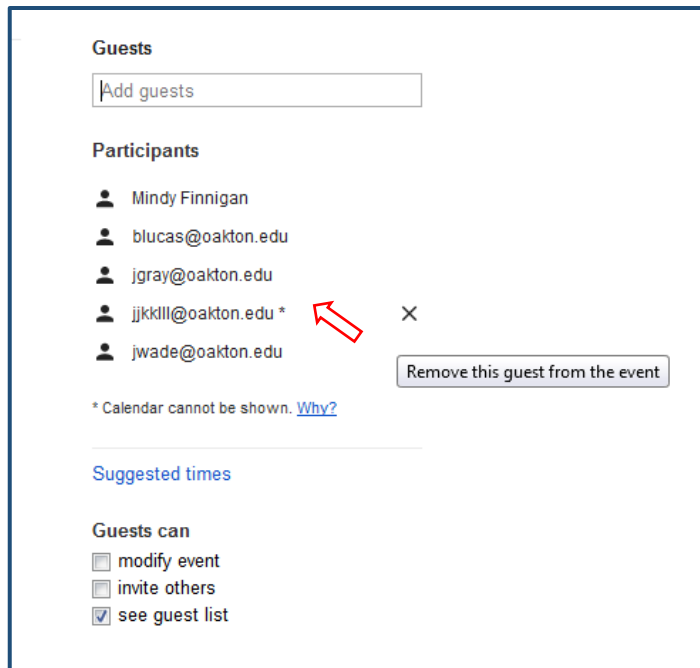 Guests
Add guests
Participants
Mindy Finnigan
blucas@oakton.edu
jgray@oakton.edu
jjkklll@oakton.edu *
jwade@oakton.edu
Remove this guest from the event
* Calendar cannot be shown. Why?
Suggested times
Guests can
modify event
invite others
see guest list